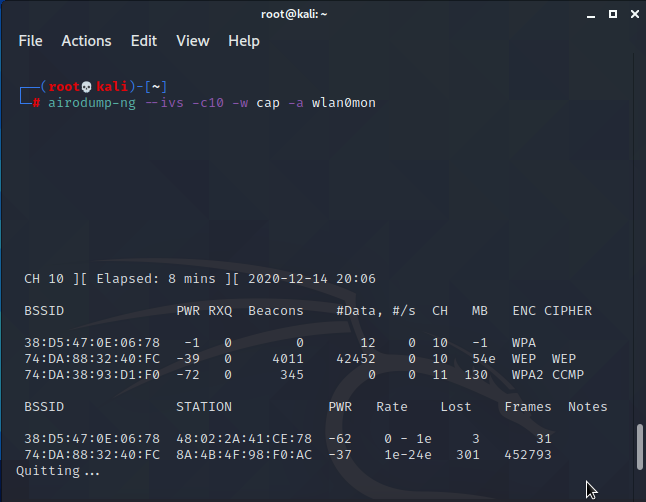 root@kali: ~
File Actions Edit View Help
(root💀kali)-[~]
# airodump-ng --ivs -c10 -w cap -a wlan0mon
CH 10 ][ Elapsed: 8 mins ][ 2020-12-14 20:06
BSSID PWR RXQ Beacons #Data, #/s CH MB ENC CIPHER
38:D5:47:0E:06:78 -1 0 0 12 0 10 -1 WPA
74:DA:88:32:40:FC -39 0 4011 42452 0 10 54e WEP WEP
74:DA:38:93:D1:F0 -72 0 345 0 0 11 130 WPA2 CCMP
BSSID STATION PWR Rate Lost Frames Notes
38:D5:47:0E:06:78 48:02:2A:41:CE:78 -62 0 - 1e 3 31
74:DA:88:32:40:FC 8A:4B:4F:98:F0:AC -37 1e-24e 301 452793
Quitting...